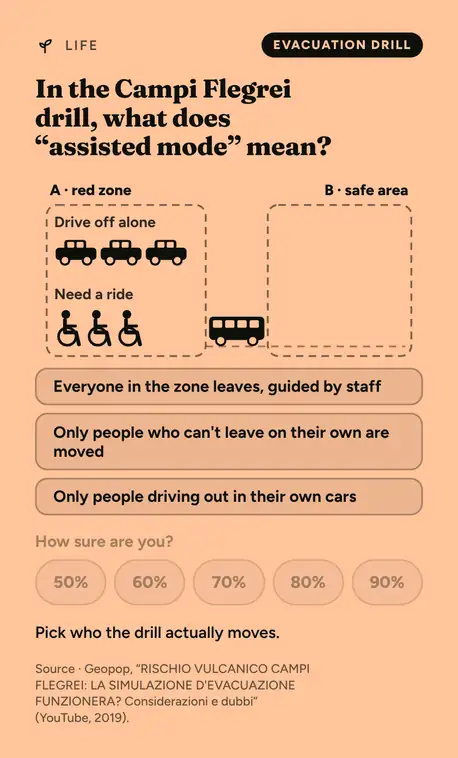 LIFE
EVACUATION DRILL
In the Campi Flegrei
drill, what does
“assisted mode” mean?
A · red zone
B · safe area
Drive off alone
Need a ride
Everyone in the zone leaves, guided by staff
Only people who can't leave on their own are
moved
Only people driving out in their own cars
How sure are you?
50%
60%
70%
80%
90%
Pick who the drill actually moves.
Source · Geopop, “RISCHIO VULCANICO CAMPI
FLEGREI: LA SIMULAZIONE D'EVACUAZIONE
FUNZIONERA? Considerazioni e dubbi”
(YouTube, 2019).